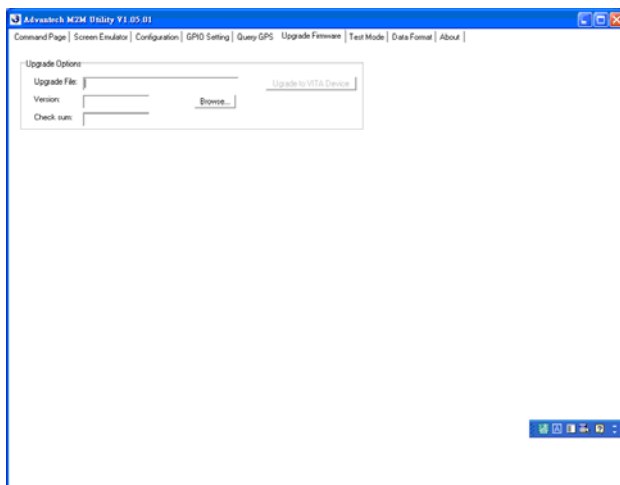 Advantech M2M Utility V1.05.01
Command Page Screen Emulator Configuration GPIO Setting Query GPS Upgrade Firmware Test Mode Data Format About
Upgrade Options
Upgrade File: Ugrade to VITA Device
Version: Browse...
Check sum: